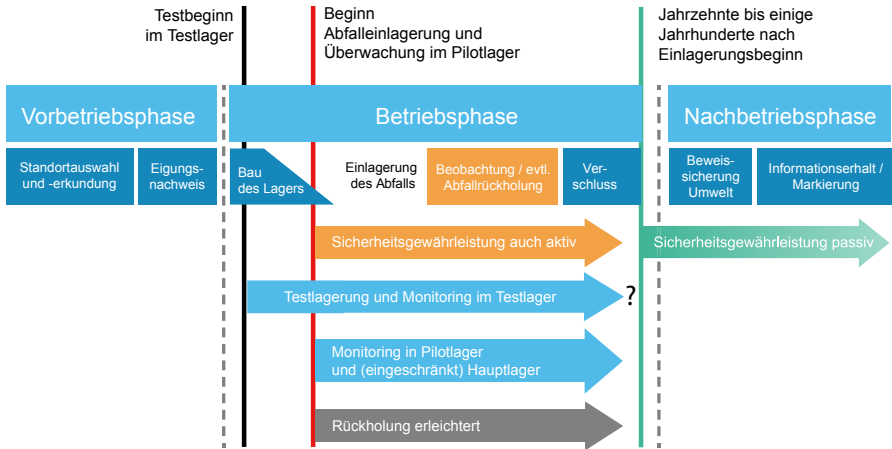 Testbeginn
im Testlager
Beginn
Abfalleinlagerung und
Überwachung im Pilotlager
Jahrzehnte bis einige
Jahrhunderte nach
Einlagerungsbeginn
Vorbetriebsphase
Betriebsphase
Nachbetriebsphase
Standortauswahl
und -erkundung
Eigungs-
nachweis
Bau
des Lagers
Einlagerung
des Abfalls
Beobachtung / evtl.
Abfallrückholung
Ver-
schluss
Beweis-
sicherung
Umwelt
Informationserhalt /
Markierung
Sicherheitsgewährleistung auch aktiv
Sicherheitsgewährleistung passiv
Testlagerung und Monitoring im Testlager
?
Monitoring in Pilotlager
und (eingeschränkt) Hauptlager
Rückholung erleichtert